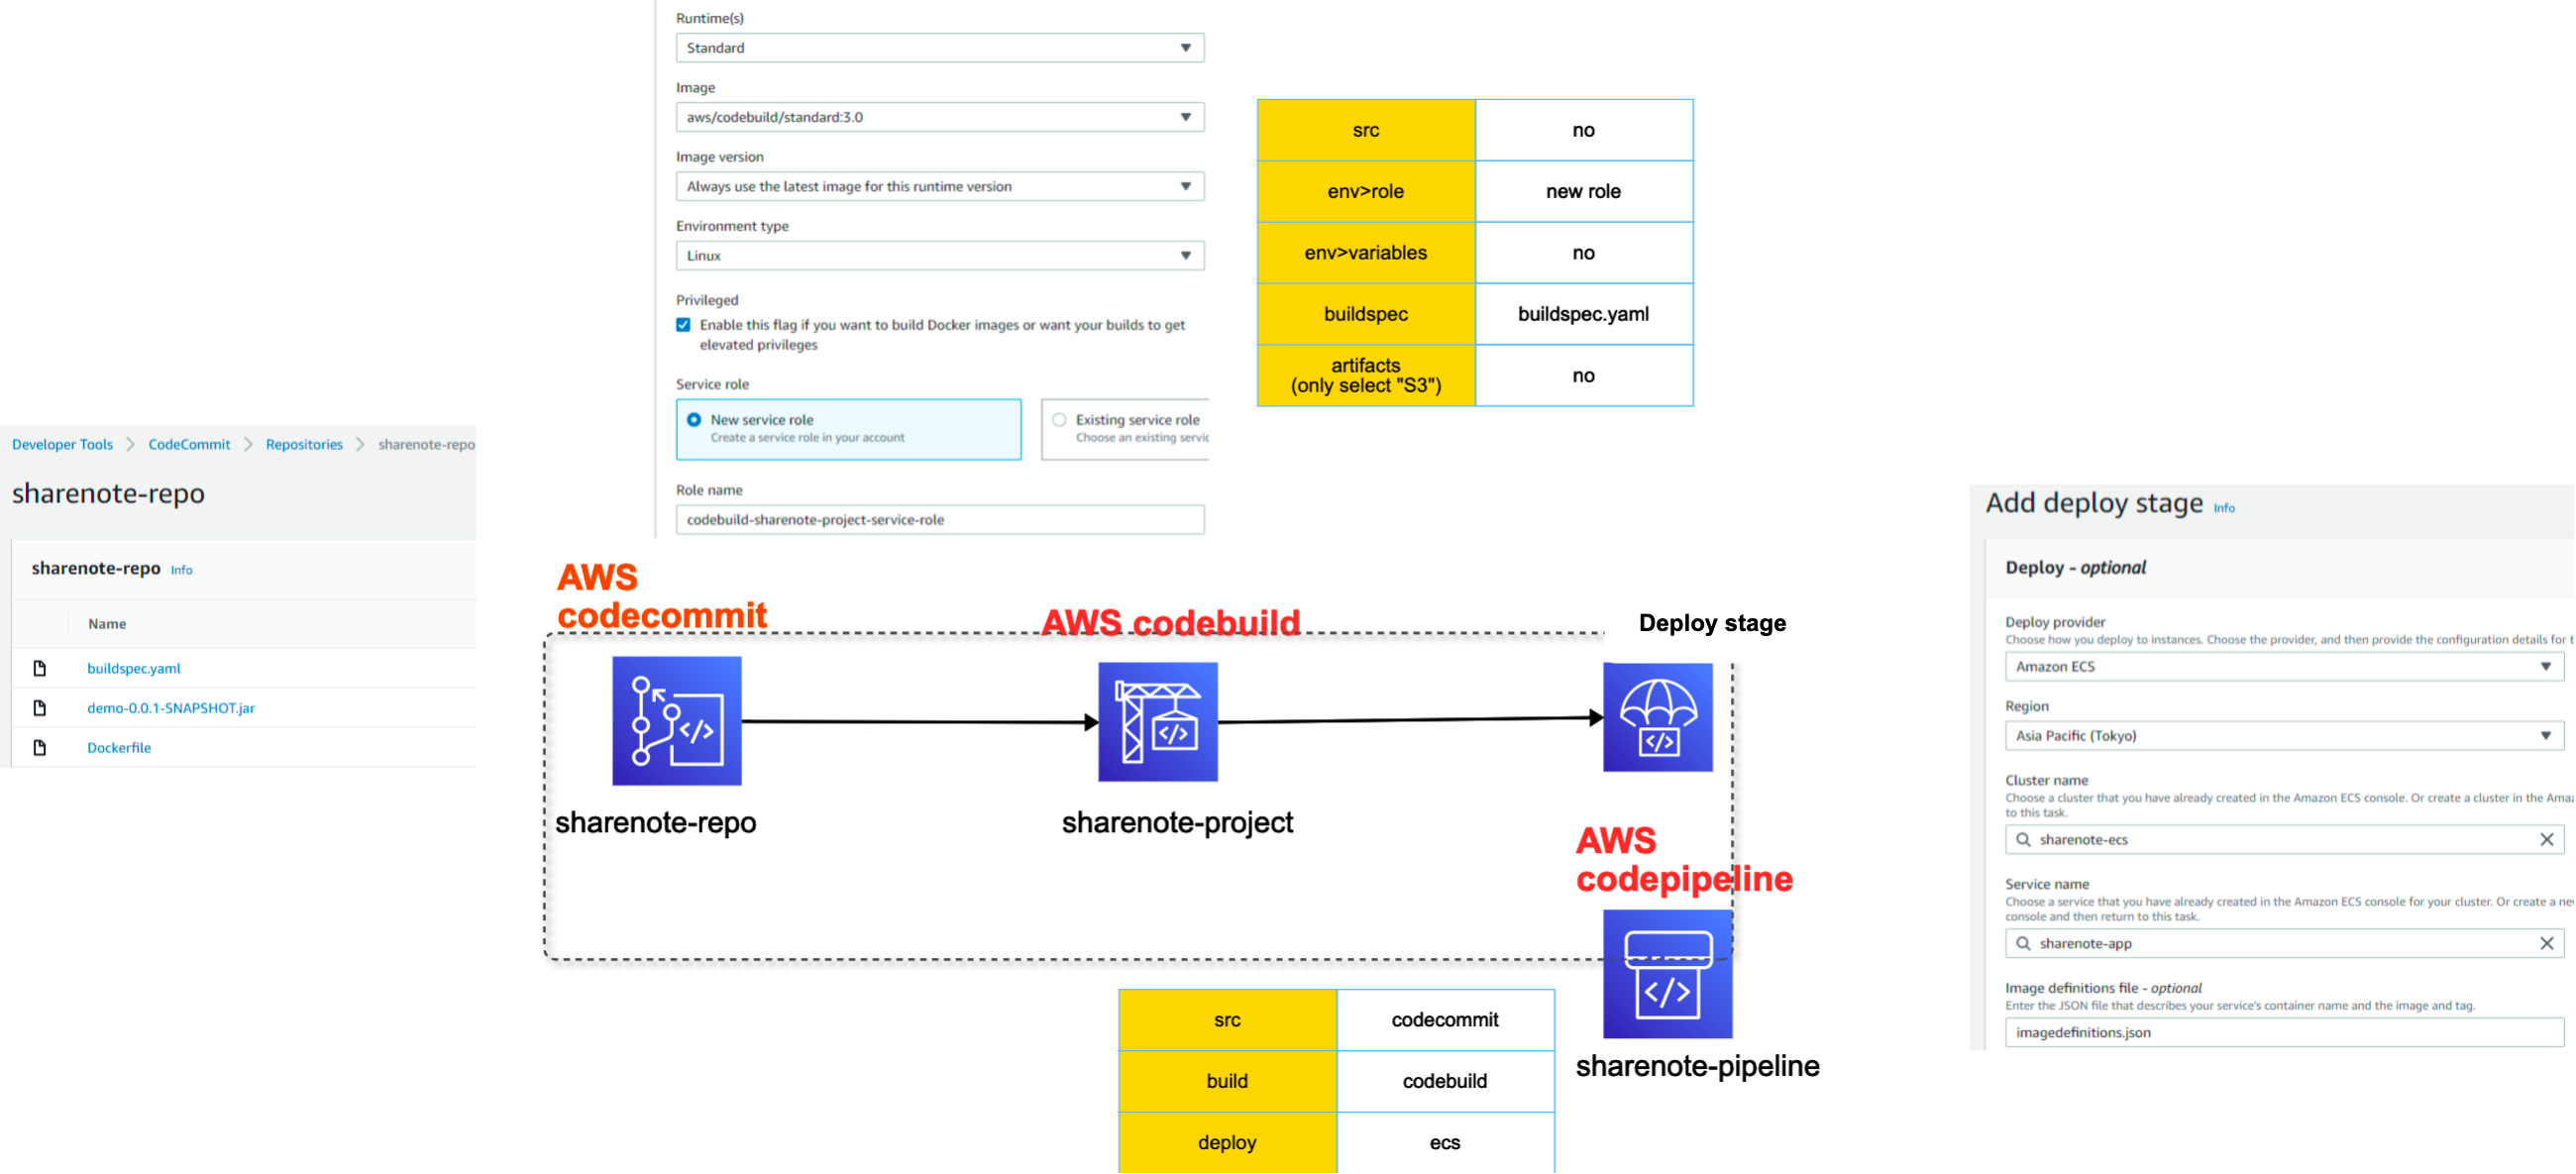 Runtime(s)
Standard
Image
aws/codebuild/standard:3.0
Image version
Always use the latest image for this runtime version
Environment type
Linux
Privileged
Enable this flag if you want to build Docker images or want your builds to get
elevated privileges
Service role
New service role
Create a service role in your account
Existing service role
Choose an existing
Role name
codebuild-sharenote-project-service-role
src no
env>role new role
env>variables no
buildspec buildspec.yaml
artifacts
(only select "S3") no
Developer Tools > CodeCommit > Repositories > sharenote-repo
sharenote-repo
sharenote-repo Info
Name
buildspec.yaml
demo-0.0.1-SNAPSHOT.jar
Dockerfile
AWS
codecommit
AWS codebuild
Deploy stage
sharenote-repo
sharenote-project
AWS
codepipeline
sharenote-pipeline
src codecommit
build codebuild
deploy ecs
Add deploy stage Info
Deploy - optional
Deploy provider
Choose how you deploy to instances. Choose the provider, and then provide the configuration details for
Amazon ECS
Region
Asia Pacific (Tokyo)
Cluster name
Choose a cluster that you have already created in the Amazon ECS console. Or create a cluster in the
to this task.
sharenote-ecs
Service name
Choose a service that you have already created in the Amazon ECS console for your cluster. Or create a
console and then return to this task.
sharenote-app
Image definitions file - optional
Enter the JSON file that describes your service's container name and the image and tag.
imagedefinitions.json